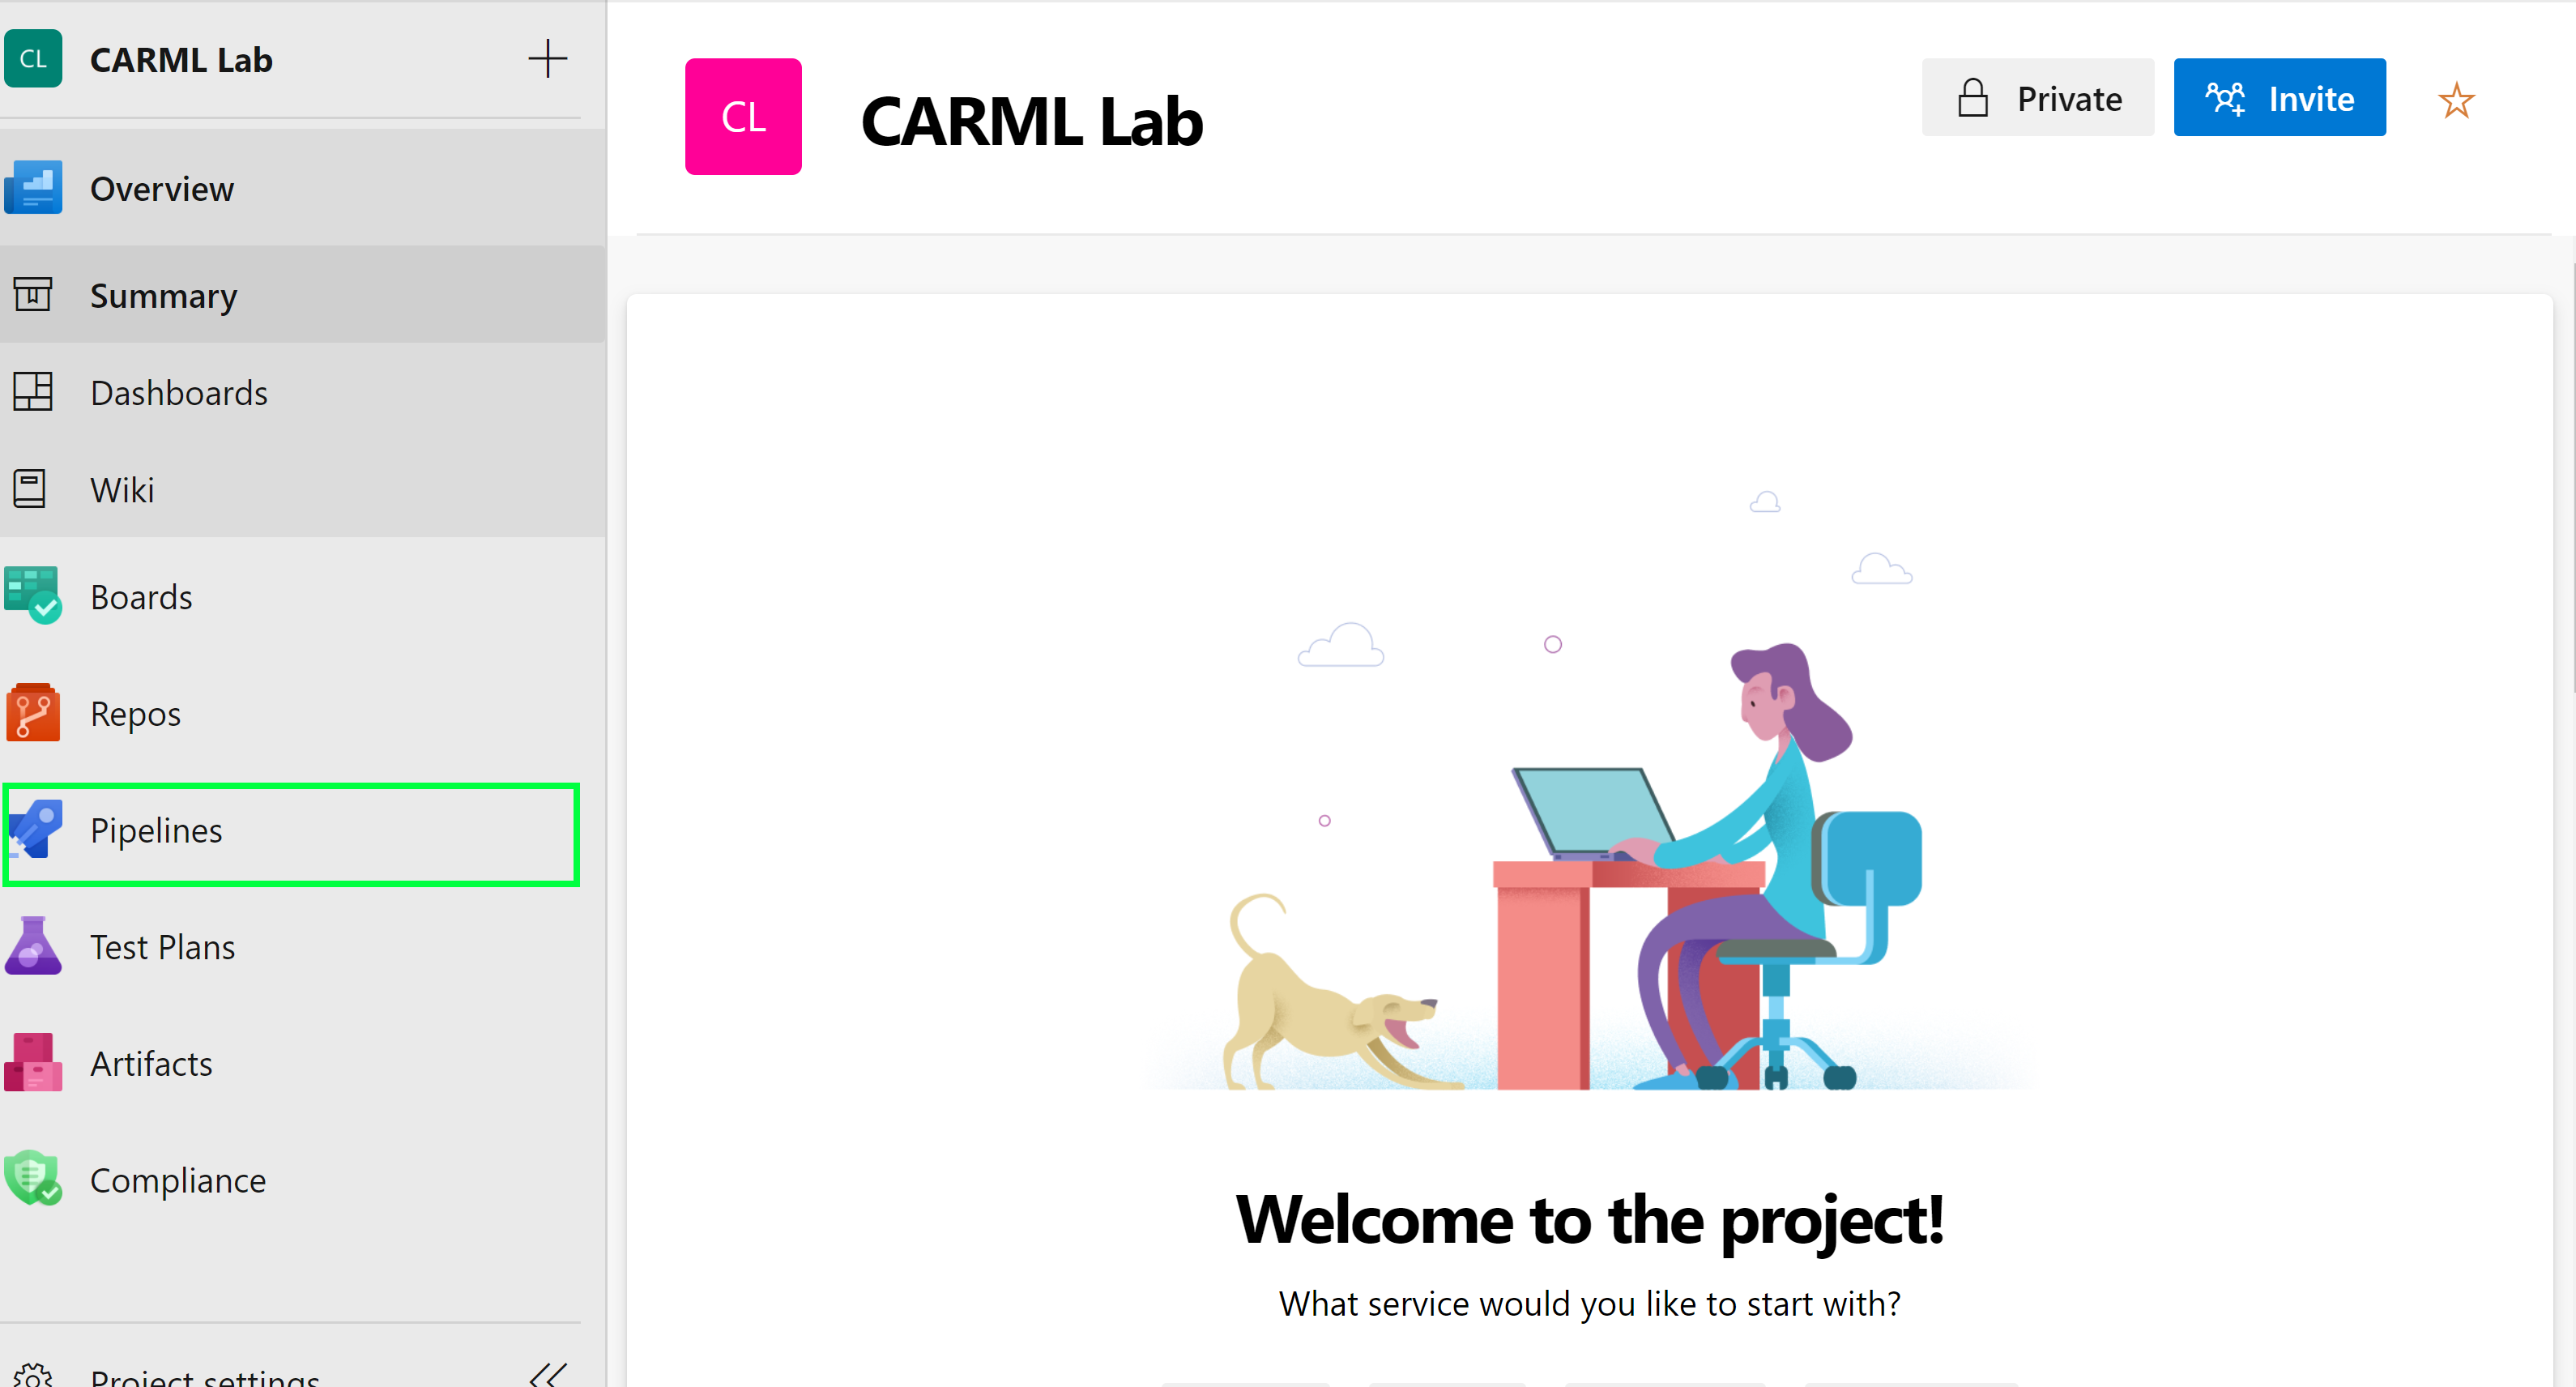 CL
CARML Lab
Overview
Summary
Dashboards
Wiki
Boards
Repos
Pipelines
Test Plans
Artifacts
Compliance
Project settings
CL
CARML Lab
Private
Invite
Welcome to the project!
What service would you like to start with?